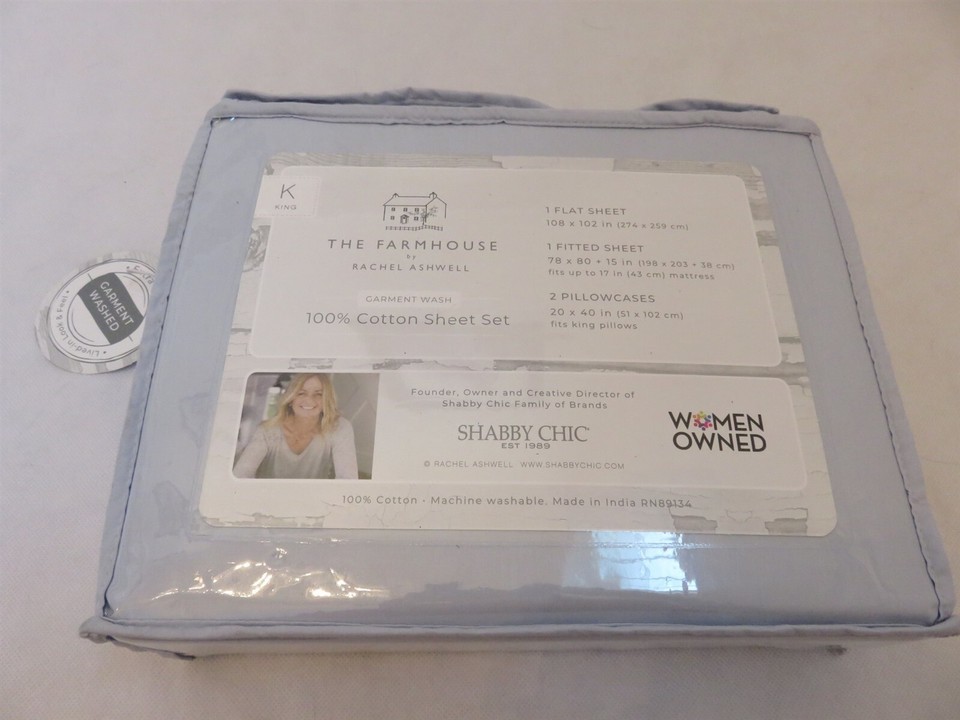 K
KING
THE FARMHOUSE
by
RACHEL ASHWELL
GARMENT WASH
100% Cotton Sheet Set
1 FLAT SHEET
108 x 102 in (274 x 259 cm)
1 FITTED SHEET
78 x 80 + 15 in (198 x 203 + 38 cm)
fits up to 17 in (43 cm) mattress
2 PILLOWCASES
20 x 40 in (51 x 102 cm)
fits king pillows
Founder, Owner and Creative Director of
Shabby Chic Family of Brands
SHABBY CHIC®
EST 1989
© RACHEL ASHWELL WWW.SHABBYCHIC.COM
WOMEN
OWNED
100% Cotton • Machine washable. Made in India RN89134
GARMENT
WASHED
• Lived-in Look & Feel •